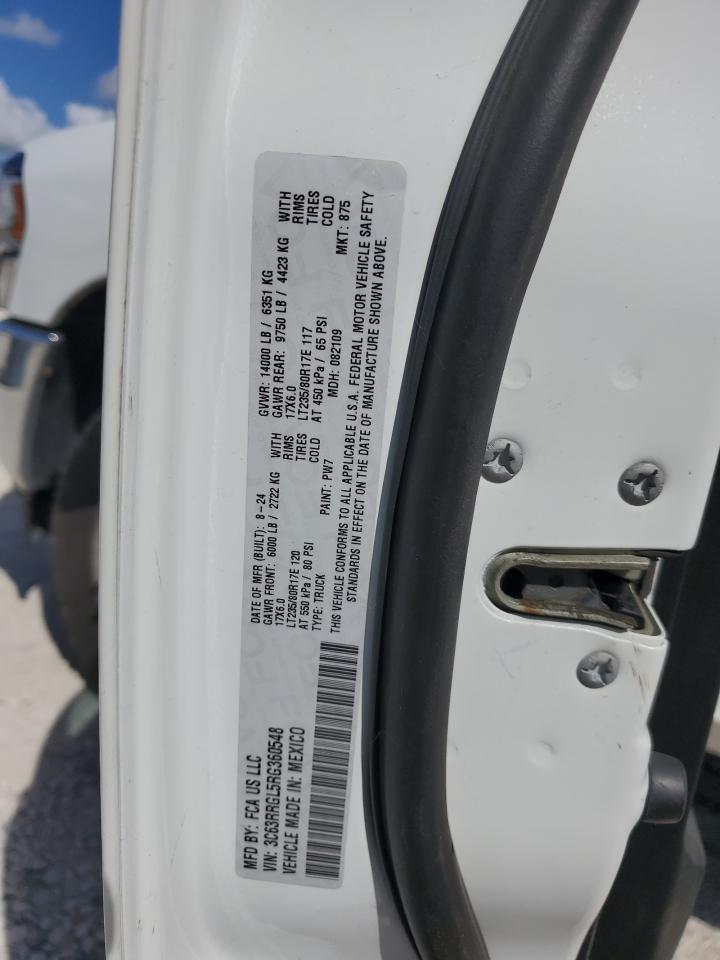 MFD BY: FCA US LLC
VIN: 3C63RRGL5RG360548
VEHICLE MADE IN: MEXICO
DATE OF MFR (BUILT): 8-24 GVWR: 14000 LB / 6351 KG
GAWR FRONT: 6000 LB / 2722 KG WITH GAWR REAR: 9750 LB / 4423 KG WITH
17X6.0 RIMS 17X6.0 RIMS
LT235/80R17E 120 TIRES LT235/80R17E 117 TIRES
AT 550 kPa / 80 PSI COLD AT 450 kPa / 65 PSI COLD
TYPE: TRUCK PAINT: PW7 MDH: 082109 MKT: 875
THIS VEHICLE CONFORMS TO ALL APPLICABLE U.S.A. FEDERAL MOTOR VEHICLE SAFETY
STANDARDS IN EFFECT ON THE DATE OF MANUFACTURE SHOWN ABOVE.